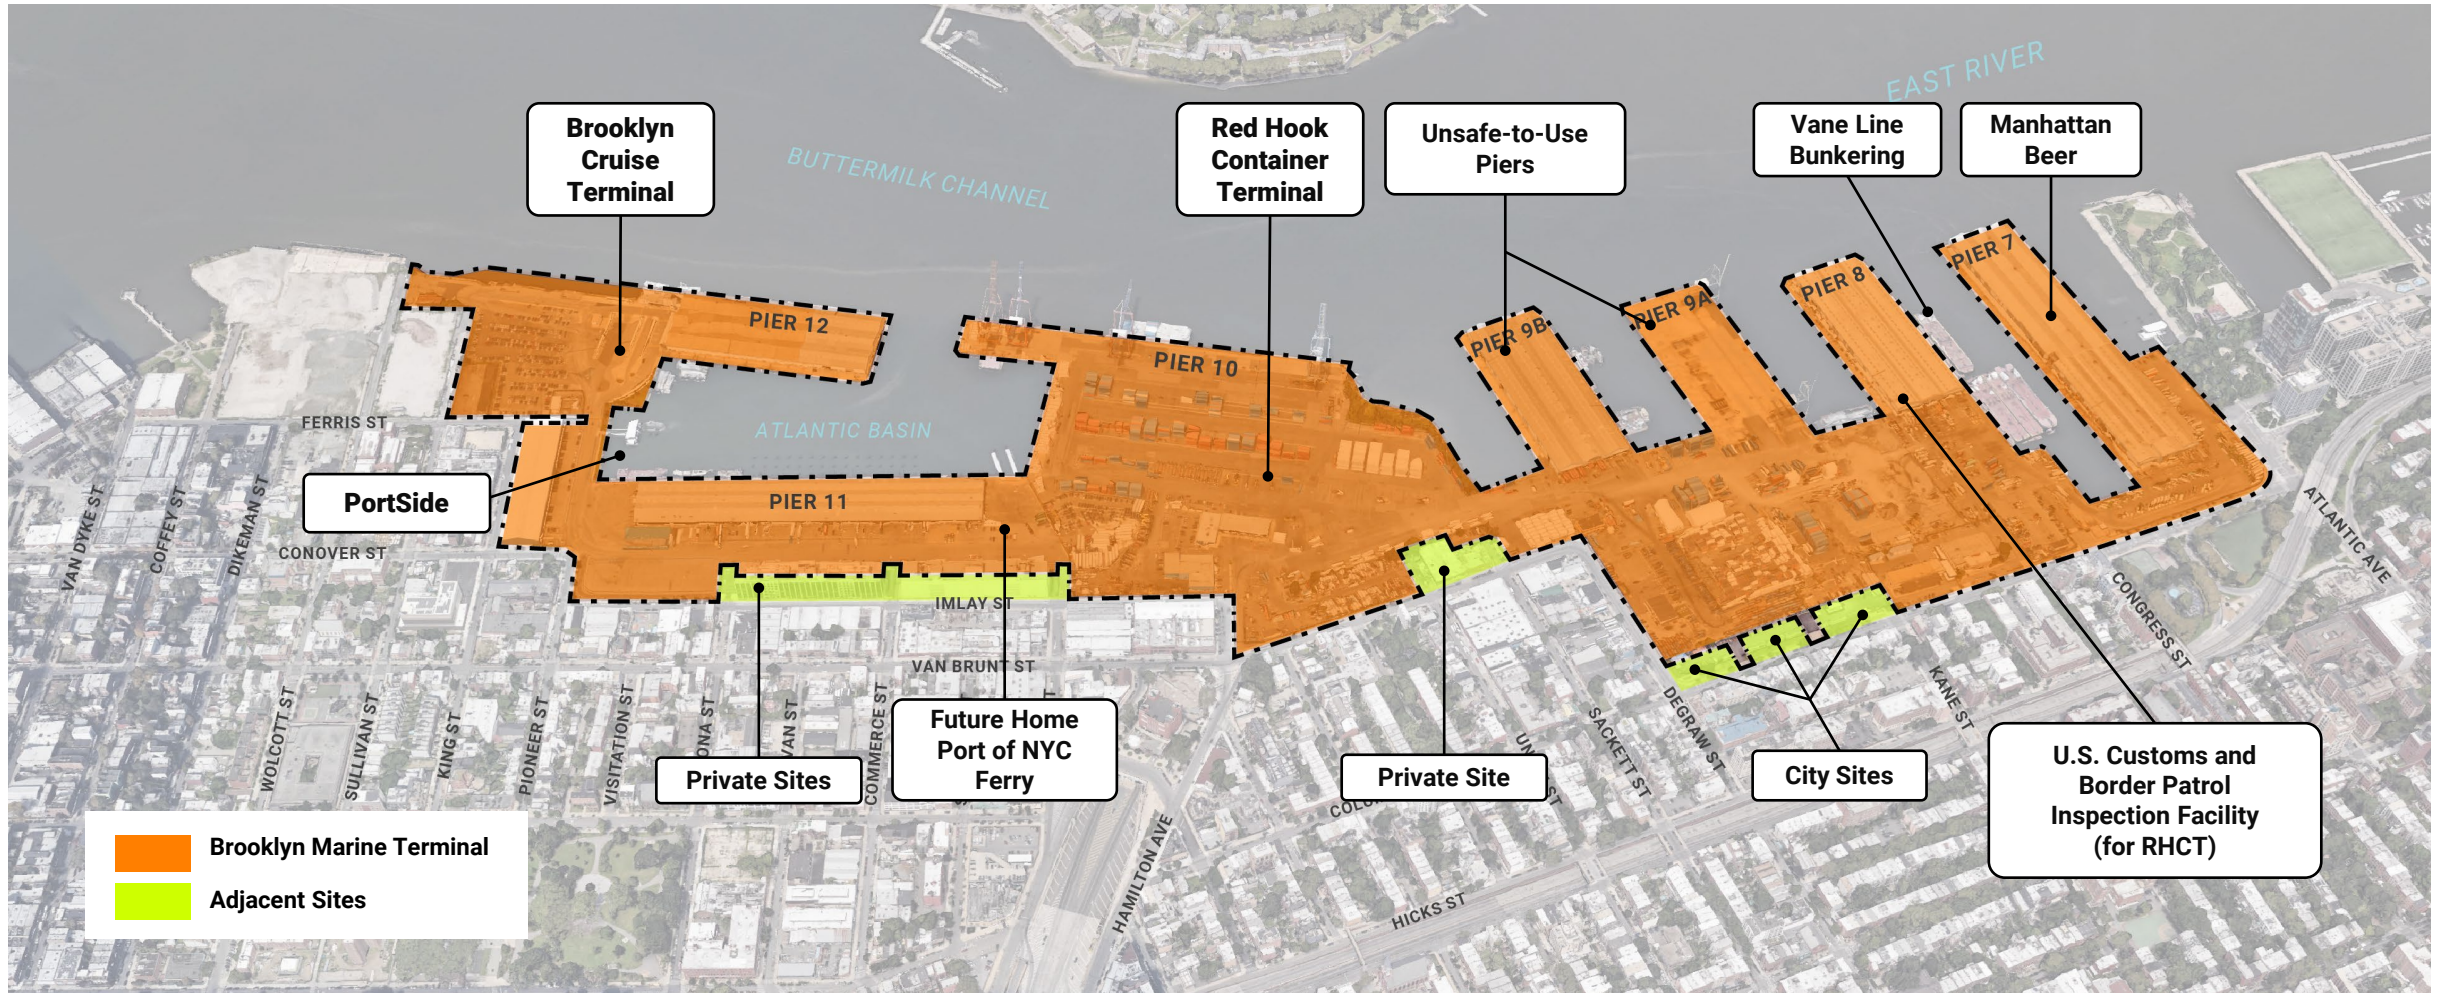 EAST RIVER
BUTTERMILK CHANNEL
Brooklyn
Cruise
Terminal
Red Hook
Container
Terminal
Unsafe-to-Use
Piers
Vane Line
Bunkering
Manhattan
Beer
PIER 12
PIER 10
PIER 9B
PIER 9A
PIER 8
PIER 7
ATLANTIC BASIN
PIER 11
PortSide
FERRIS ST
CONOVER ST
IMLAY ST
VAN BRUNT ST
VAN DYKE ST
COFFEY ST
DIKEMAN ST
WOLCOTT ST
SULLIVAN ST
KING ST
PIONEER ST
VISITATION ST
COMMERCE ST
HAMILTON AVE
HICKS ST
SACKETT ST
DEGRAW ST
KANE ST
CONGRESS ST
ATLANTIC AVE
Private Sites
Future Home
Port of NYC
Ferry
Private Site
City Sites
U.S. Customs and
Border Patrol
Inspection Facility
(for RHCT)
Brooklyn Marine Terminal
Adjacent Sites